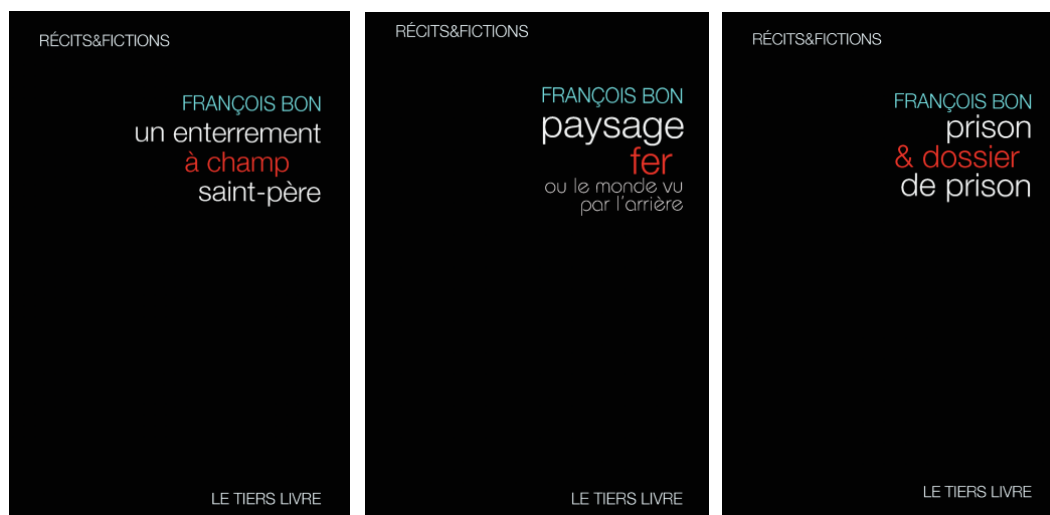 RÉCITS&FICTIONS
FRANÇOIS BON
un enterrement
à champ
saint-père
LE TIERS LIVRE
RÉCITS&FICTIONS
FRANÇOIS BON
paysage
fer
ou le monde vu
par l'arrière
LE TIERS LIVRE
RÉCITS&FICTIONS
FRANÇOIS BON
prison
& dossier
de prison
LE TIERS LIVRE